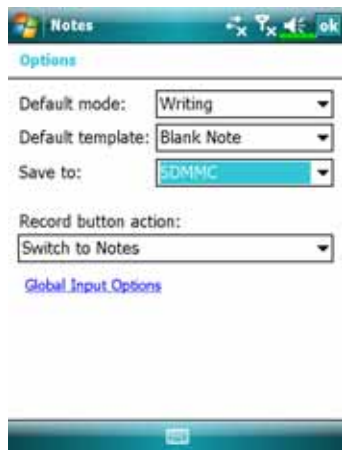 Notes ok
Options
Default mode: Writing
Default template: Blank Note
Save to: SDMMC
Record button action:
Switch to Notes
Global Input Options